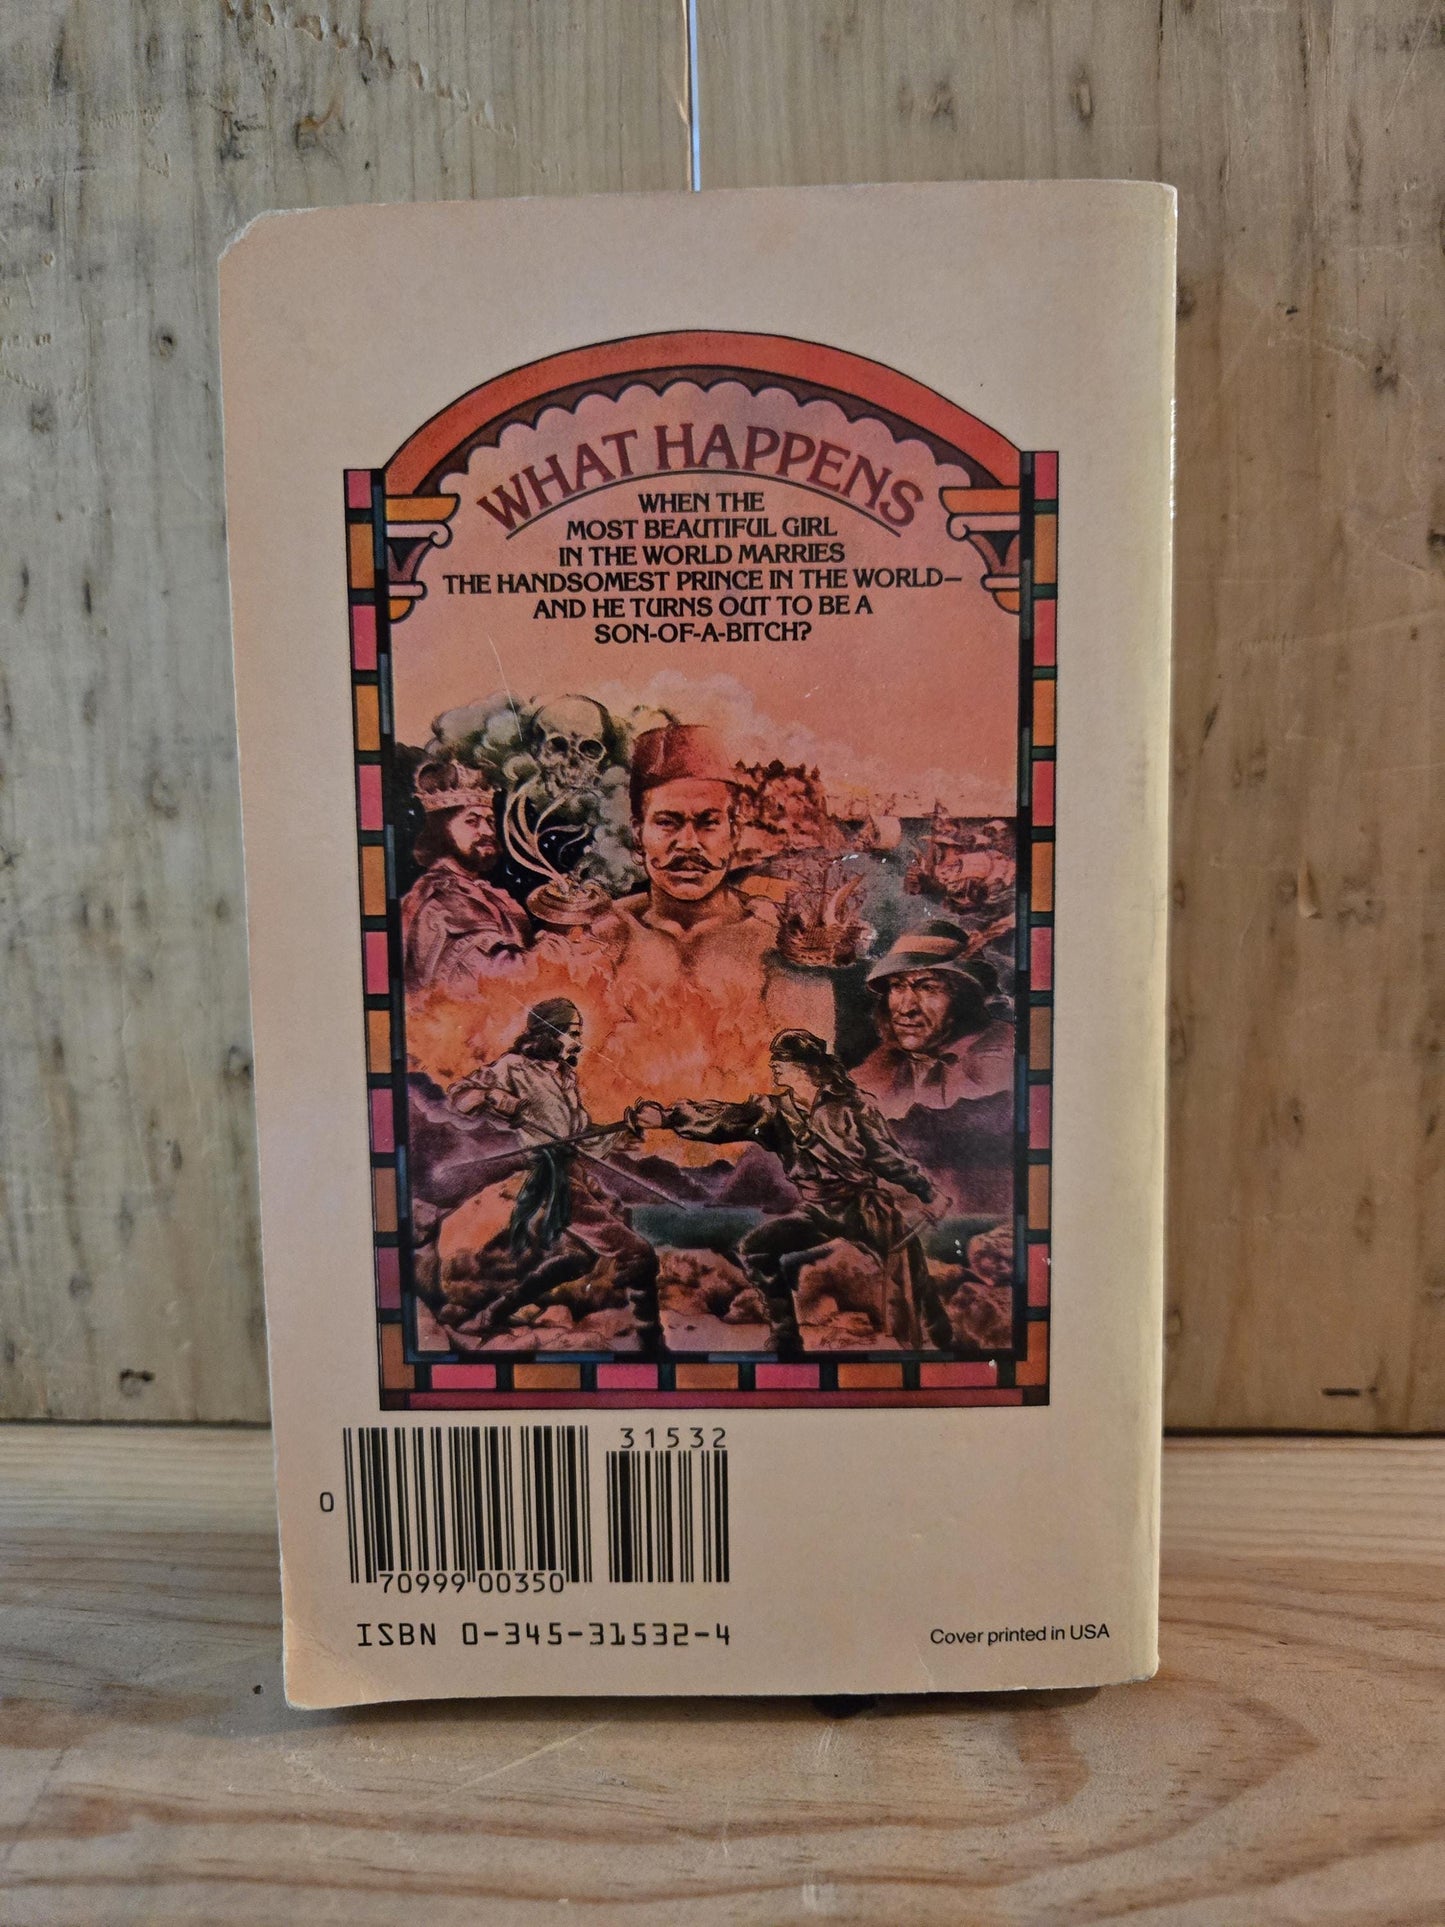 WHAT HAPPENS
WHEN THE
MOST BEAUTIFUL GIRL
IN THE WORLD MARRIES
THE HANDSOMEST PRINCE IN THE WORLD—
AND HE TURNS OUT TO BE A
SON-OF-A-BITCH?
31532
0
70999 00350
ISBN 0-345-31532-4
Cover printed in USA